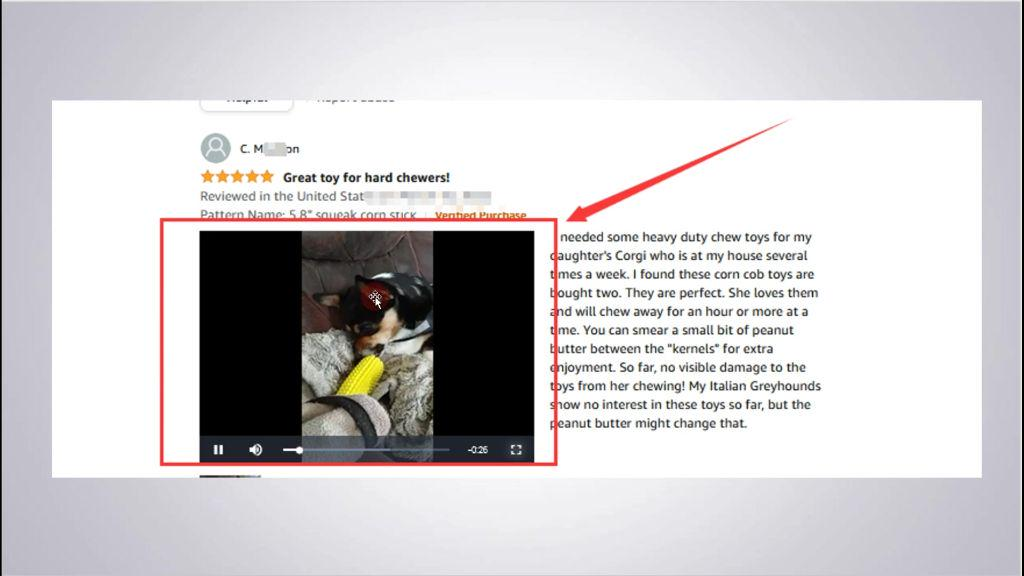 Helpful
Report abuse
C. M on
Great toy for hard chewers!
Reviewed in the United Stat
Pattern Name: 5.8" squeak corn stick Verified Purchase
needed some heavy duty chew toys for my
daughter's Corgi who is at my house several
times a week. I found these corn cob toys are
bought two. They are perfect. She loves them
and will chew away for an hour or more at a
time. You can smear a small bit of peanut
butter between the "kernels" for extra
enjoyment. So far, no visible damage to the
toys from her chewing! My Italian Greyhounds
show no interest in these toys so far, but the
peanut butter might change that.
-0:26